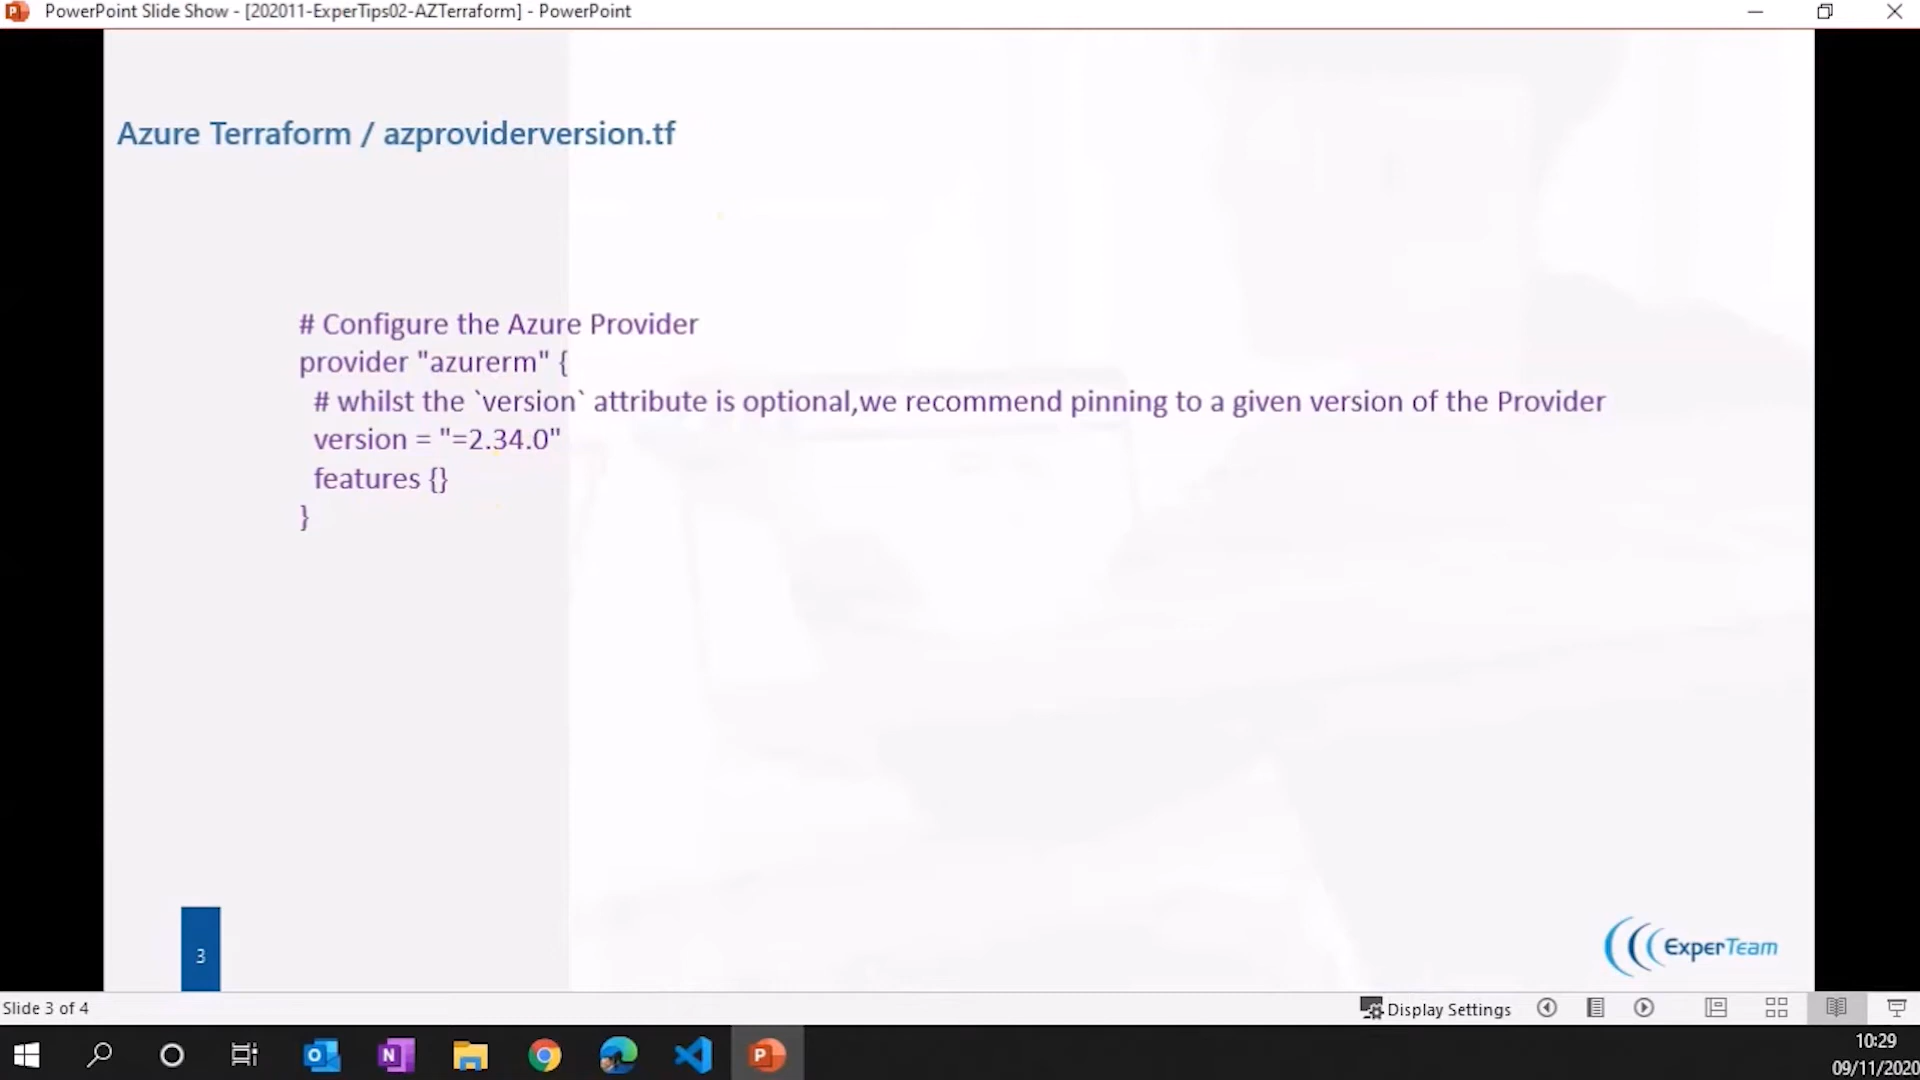 PowerPoint Slide Show - [202011-ExperTips02-AZTerraform] - PowerPoint
Azure Terraform / azproviderversion.tf
# Configure the Azure Provider
provider "azurerm" {
# whilst the `version` attribute is optional,we recommend pinning to a given version of the Provider
version = "=2.34.0"
features {}
}
3
ExperTeam
Slide 3 of 4
Display Settings
10:29
09/11/2020